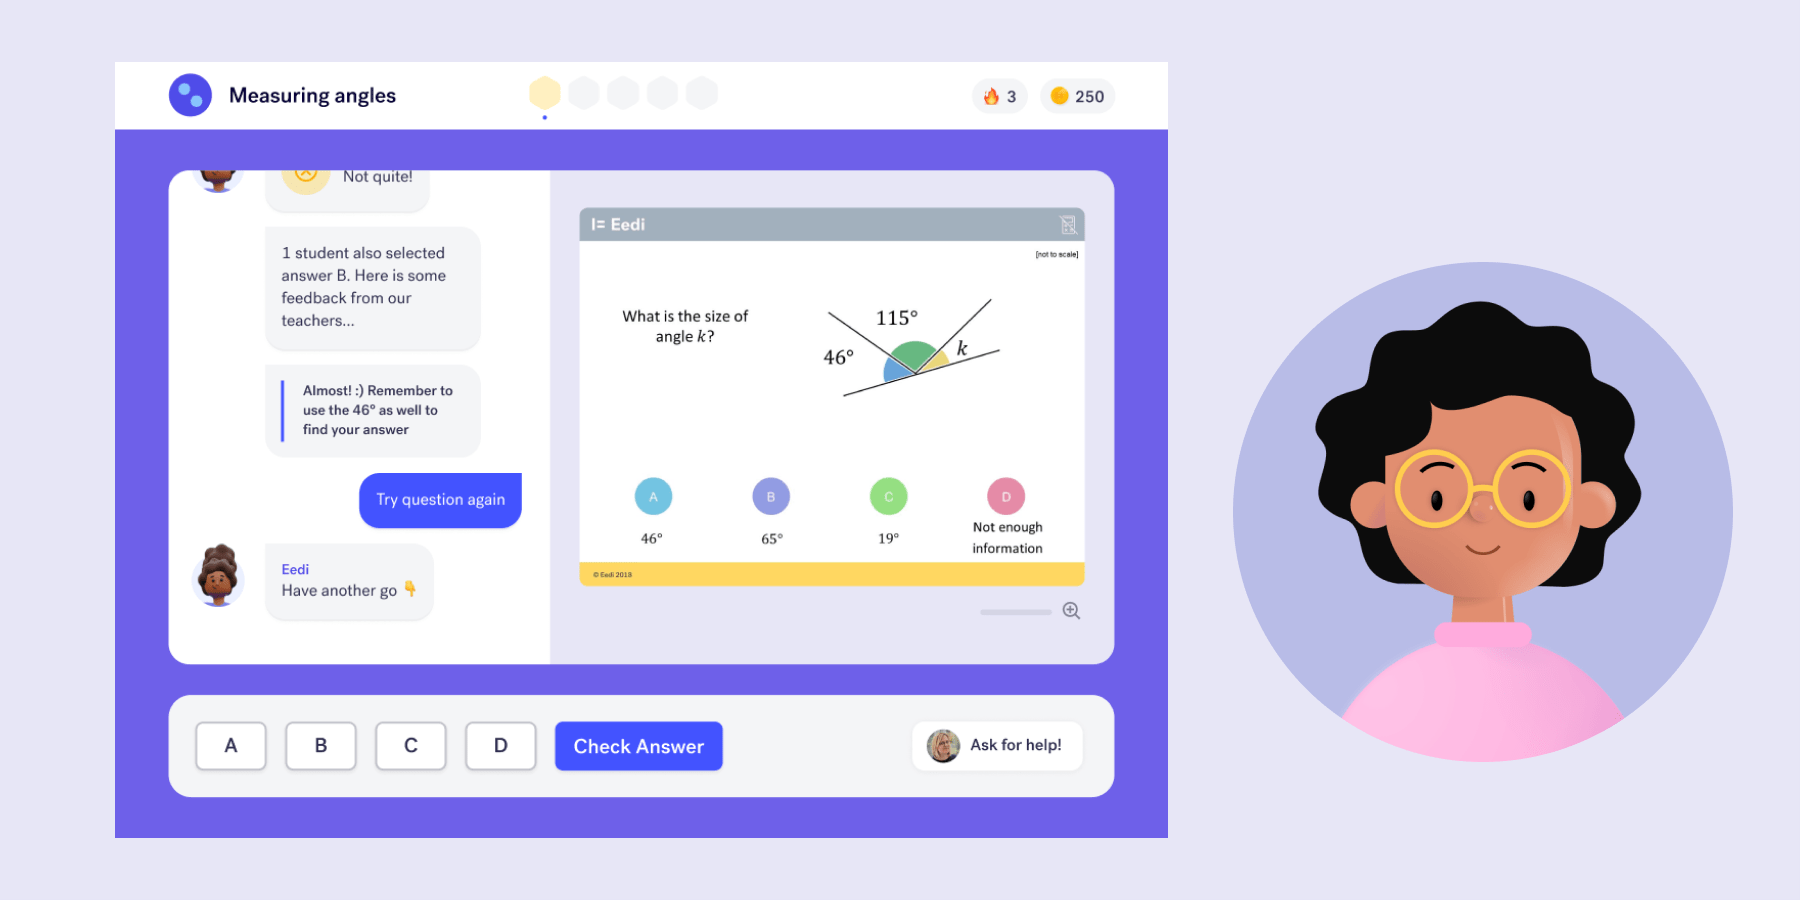 Measuring angles
3
250
Not quite!
1 student also selected
answer B. Here is some
feedback from our
teachers...
Almost! :) Remember to
use the 46° as well to
find your answer
Try question again
Eedi
Have another go
Eedi
[not to scale]
What is the size of
angle k?
115°
46°
k
A
B
C
D
46°
65°
19°
Not enough
information
© Eedi 2018
A
B
C
D
Check Answer
Ask for help!